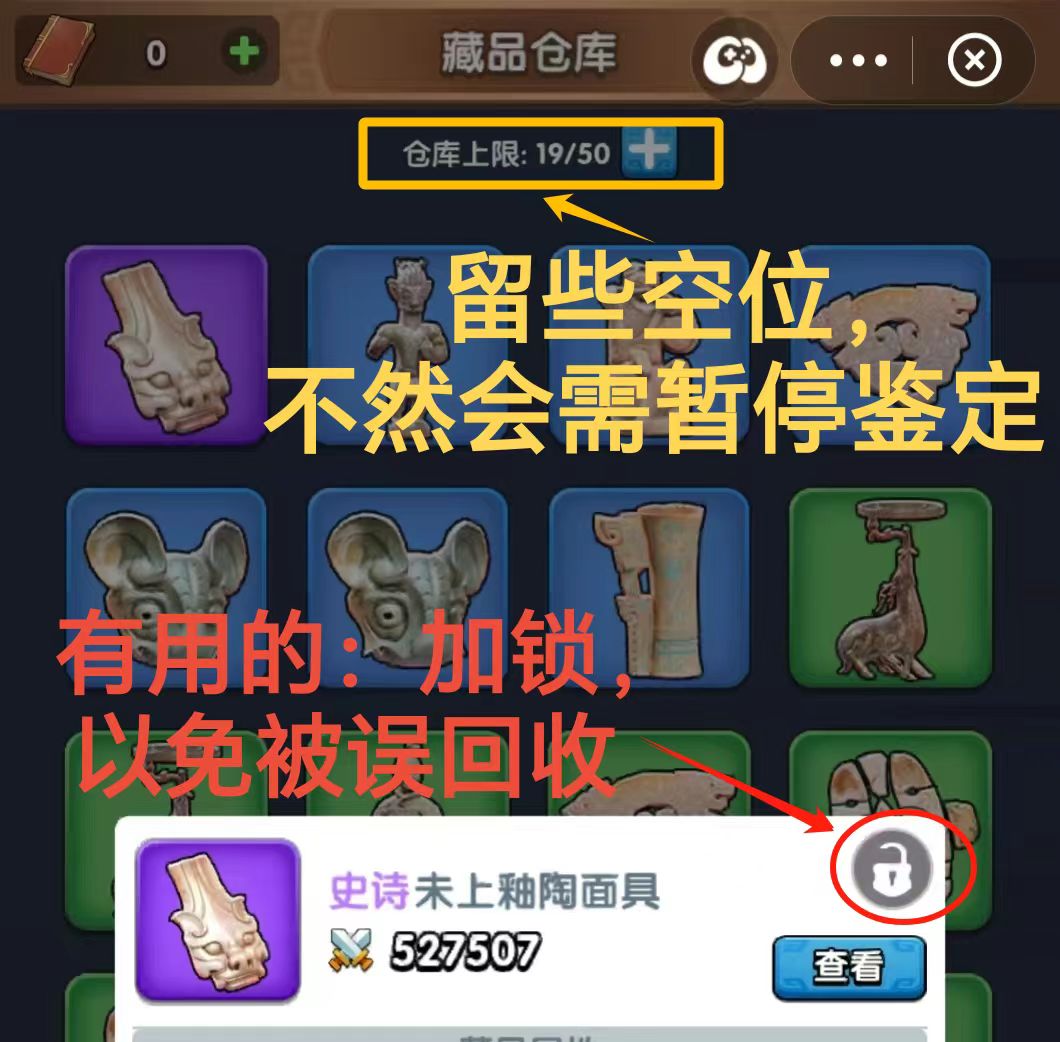 0
藏品仓库
仓库上限: 19/50
留些空位，
不然会需暂停鉴定
有用的：加锁，
以免被误回收
史诗未上釉陶面具
527507
查看